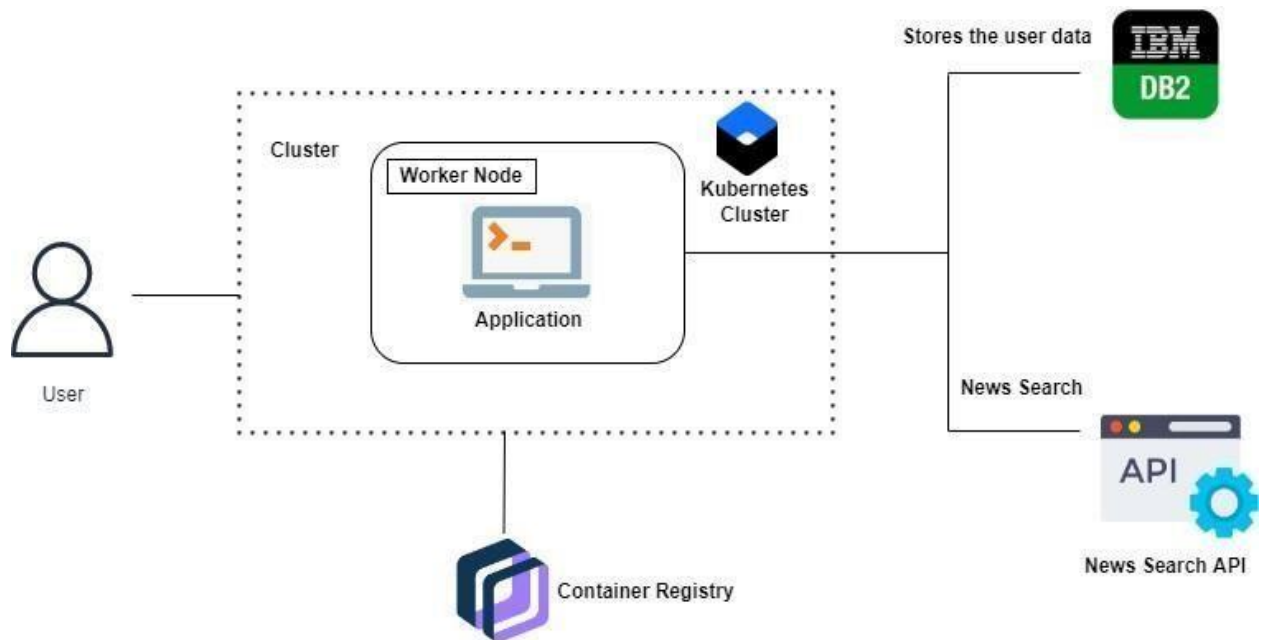 Stores the user data
IBM
DB2
Cluster
Worker Node
Kubernetes
Cluster
Application
User
News Search
API
News Search API
Container Registry